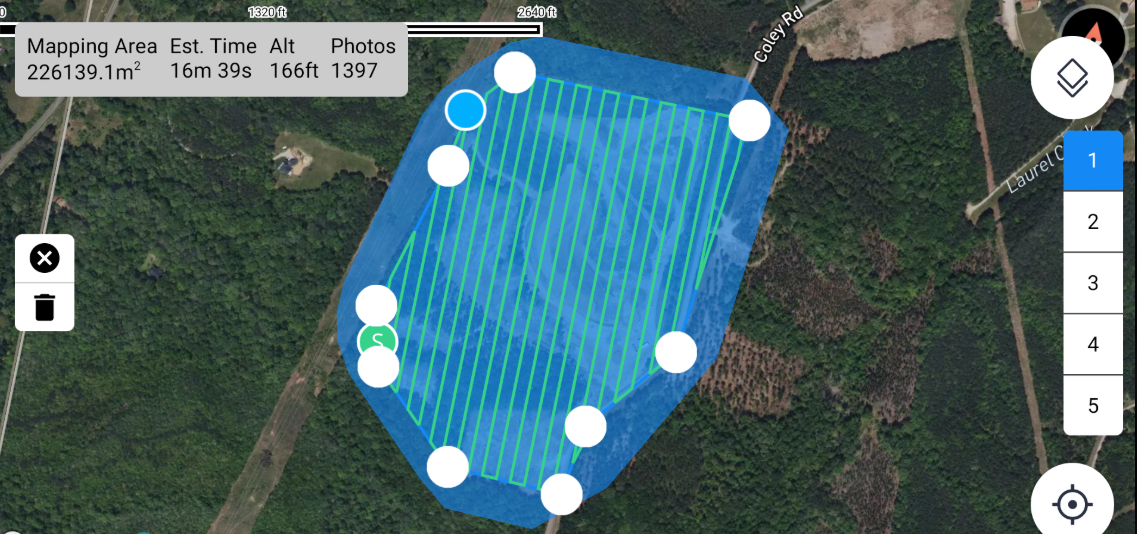 0
1320 ft
2640 ft
Mapping Area Est. Time Alt Photos
226139.1m² 16m 39s 166ft 1397
Coley Rd
Laurel
S
1
2
3
4
5